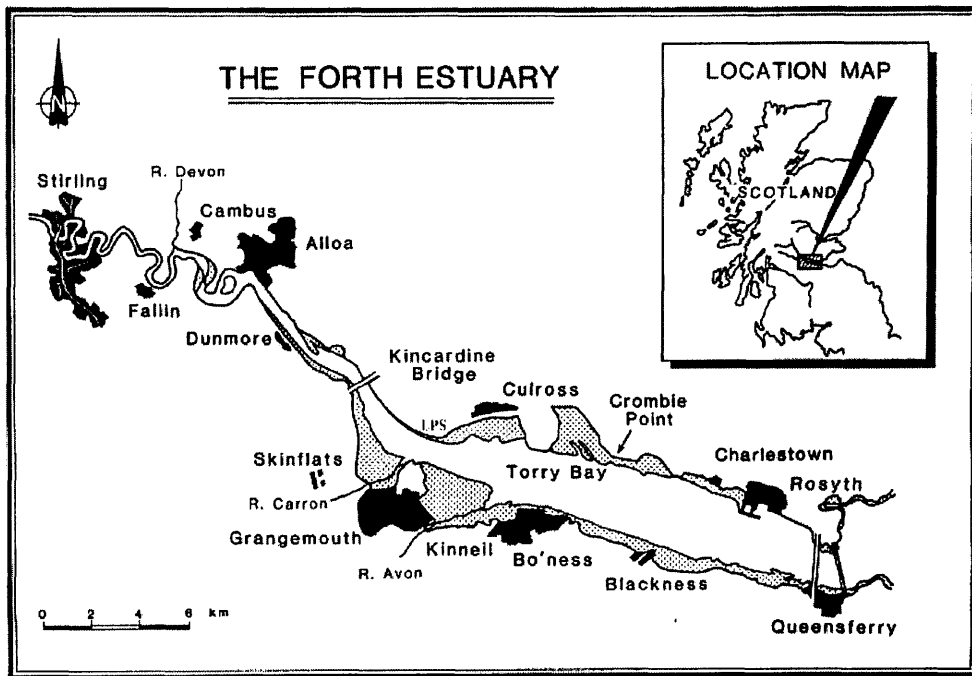 THE FORTH ESTUARY
LOCATION MAP
SCOTLAND
N
Stirling
R. Devon
Cambus
Alloa
Fallin
Dunmore
Kincardine
Bridge
Culross
LPS
Crombie
Point
Torry Bay
Charlestown
Rosyth
Skinflats
R. Carron
Grangemouth
Kinneil
R. Avon
Bo'ness
Blackness
Queensferry
0 2 4 6 km